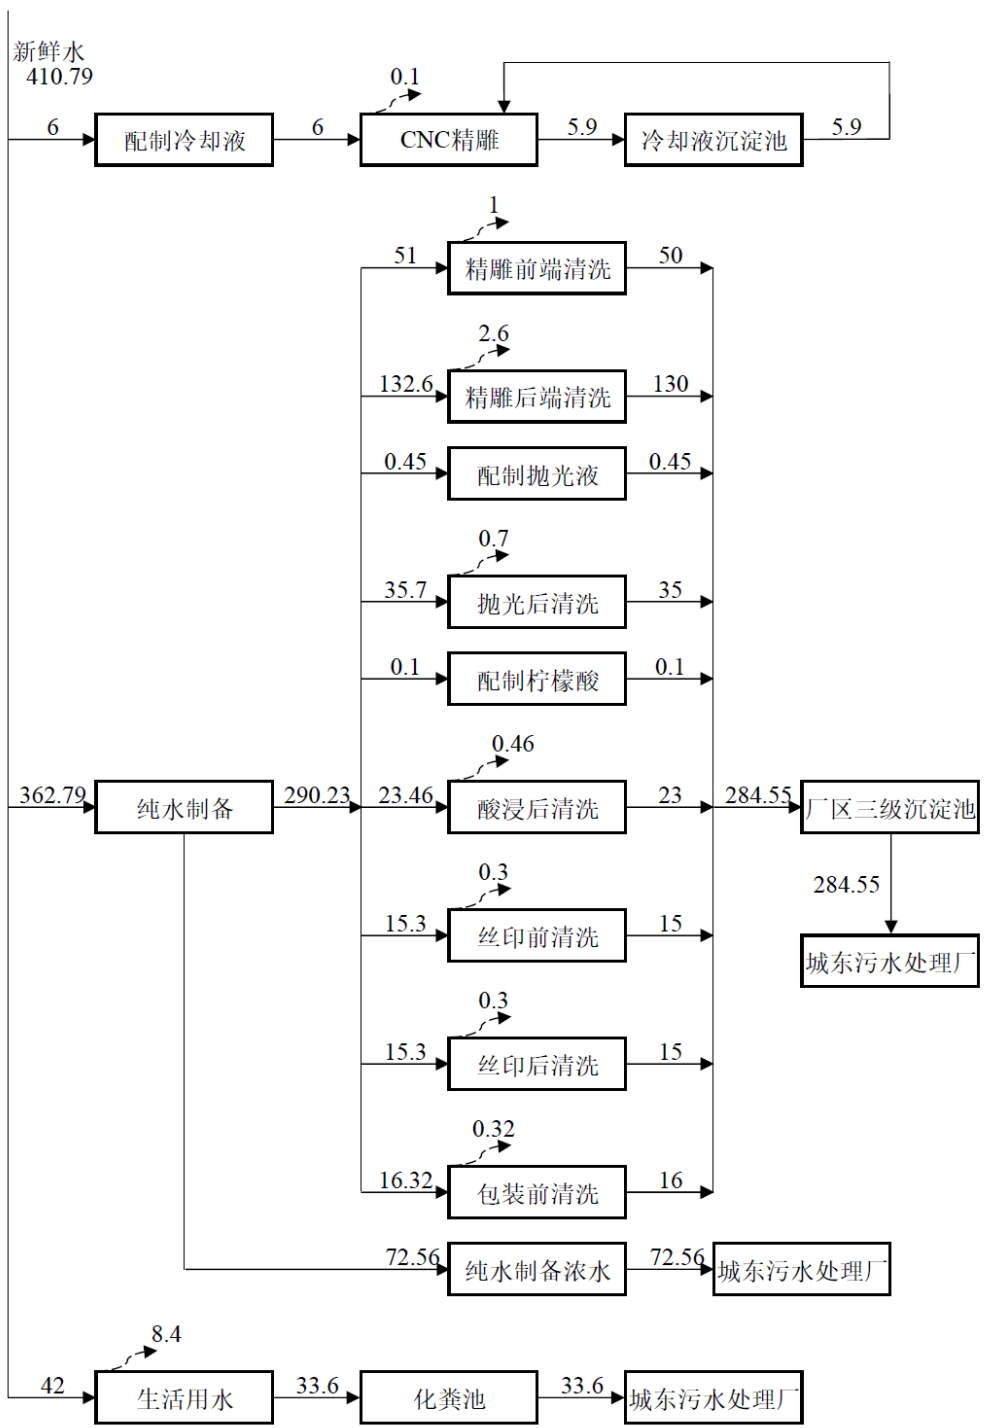 新鲜水
410.79
0.1
6 配制冷却液 6 CNC精雕 5.9 冷却液沉淀池 5.9
1
51 精雕前端清洗 50
2.6
132.6 精雕后端清洗 130
0.45 配制抛光液 0.45
0.7
35.7 抛光后清洗 35
0.1 配制柠檬酸 0.1
0.46
362.79 纯水制备 290.23 23.46 酸浸后清洗 23 284.55 厂区三级沉淀池
0.3
284.55
15.3 丝印前清洗 15
城东污水处理厂
0.3
15.3 丝印后清洗 15
0.32
16.32 包装前清洗 16
72.56 纯水制备浓水 72.56 城东污水处理厂
8.4
42 生活用水 33.6 化粪池 33.6 城东污水处理厂